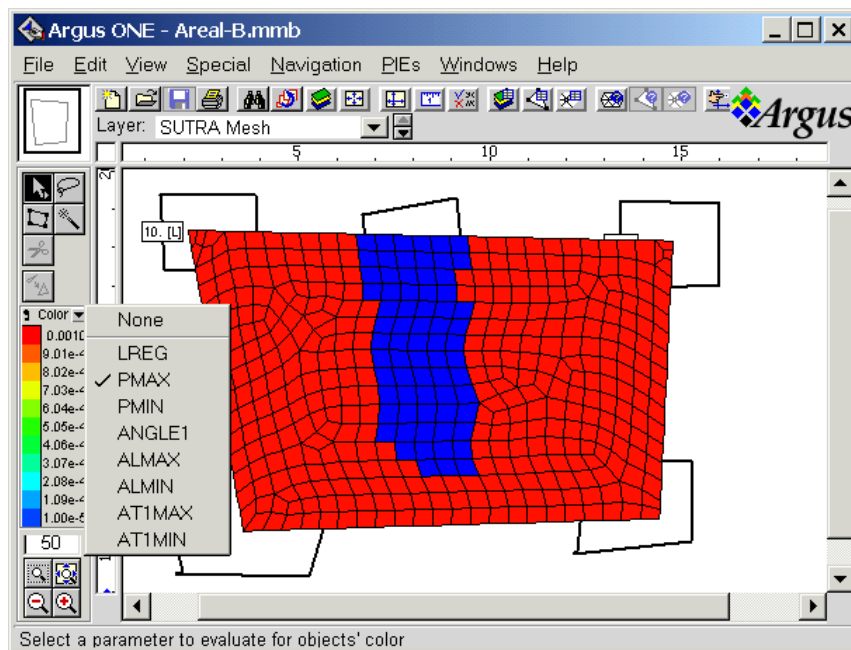 Argus ONE - Areal-B.mmb
File Edit View Special Navigation PIEs Windows Help
Layer: SUTRA Mesh
Argus
5 10 15
10. [L]
Color
0.0010
9.01e-4
8.02e-4
7.03e-4
6.04e-4
5.05e-4
4.06e-4
3.07e-4
2.08e-4
1.09e-4
1.00e-5
None
LREG
PMAX
PMIN
ANGLE1
ALMAX
ALMIN
AT1MAX
AT1MIN
50
Select a parameter to evaluate for objects' color